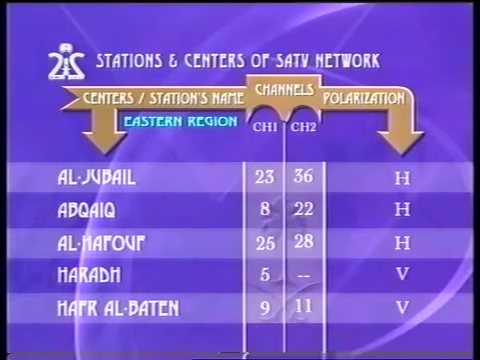 STATIONS & CENTERS OF SATV NETWORK
CENTERS / STATION'S NAME CHANNELS POLARIZATION
EASTERN REGION CH1 CH2
AL-JUBAIL 23 36 H
ABQAIQ 8 22 H
AL-HAFOUF 25 28 H
HARADH 5 -- V
HAFR AL-BATEN 9 11 V